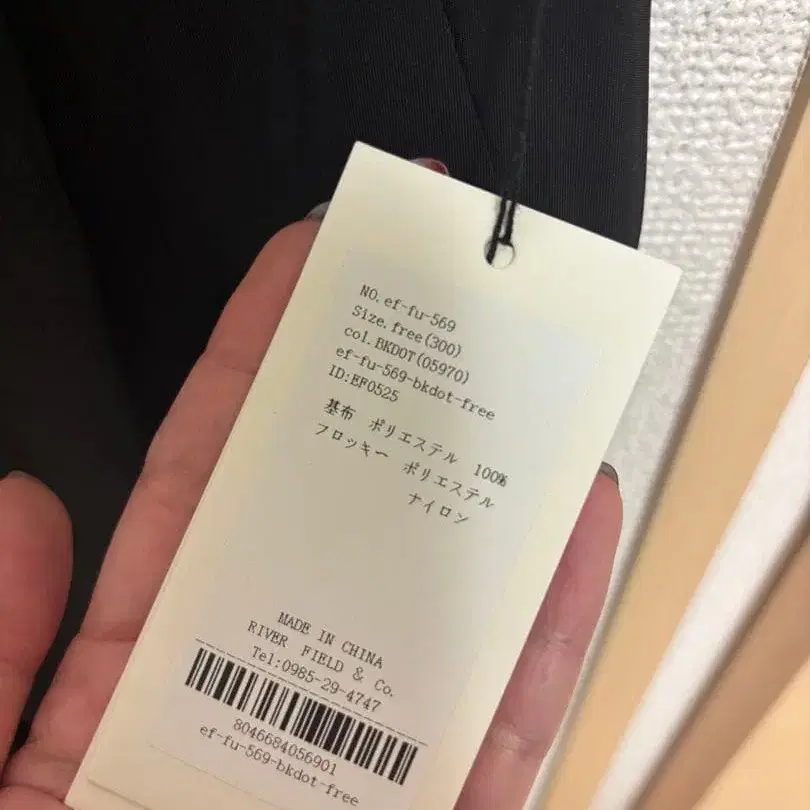 NO.ef-fu-569
Size.free(300)
col.BKDOT(05970)
ef-fu-569-bkdot-free
ID:EF0525
基布 ポリエステル 100%
フロッキー ポリエステル
ナイロン
MADE IN CHINA
RIVER FIELD & Co.
Tel:0985-29-4747
8046684056901
ef-fu-569-bkdot-free